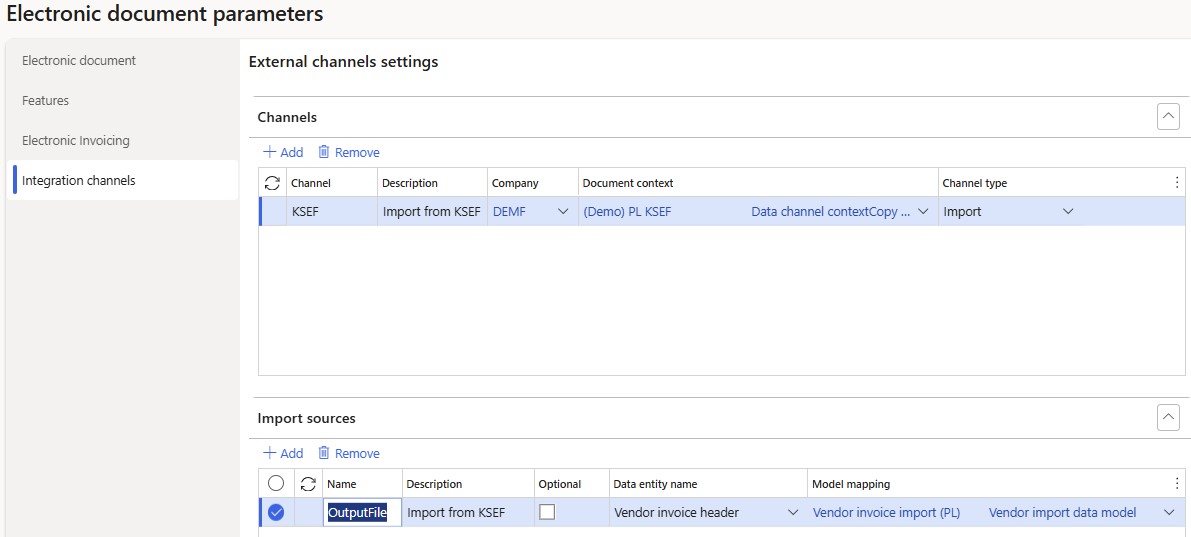 Electronic document parameters
Electronic document
Features
Electronic Invoicing
Integration channels
External channels settings
Channels
Add Remove
Channel Description Company Document context Channel type
KSEF Import from KSEF DEMF (Demo) PL KSEF Data channel contextCopy ... Import
Import sources
Add Remove
Name Description Optional Data entity name Model mapping
OutputFile Import from KSEF Vendor invoice header Vendor invoice import (PL) Vendor import data model